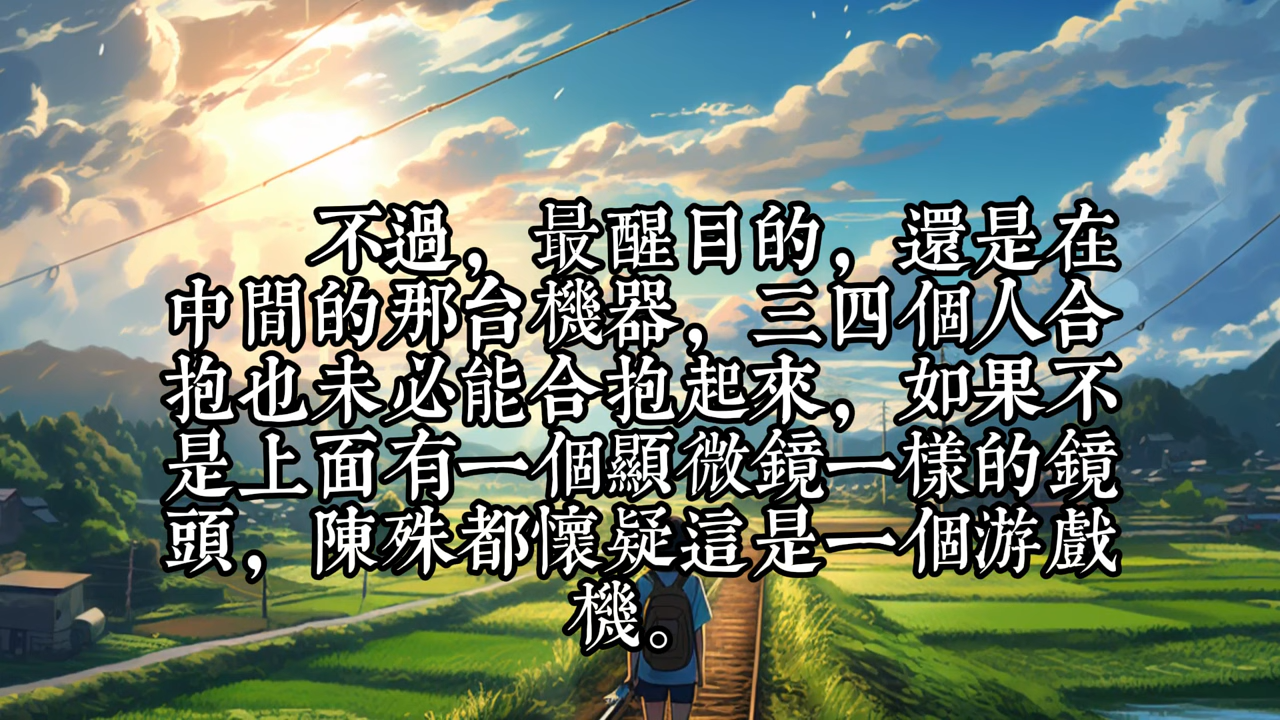 不過，最醒目的，還是在
中間的那台機器，三四個人合
抱也未必能合抱起來，如果不
是上面有一個顯微鏡一樣的鏡
頭，陳殊都懷疑這是一個游戲
機。